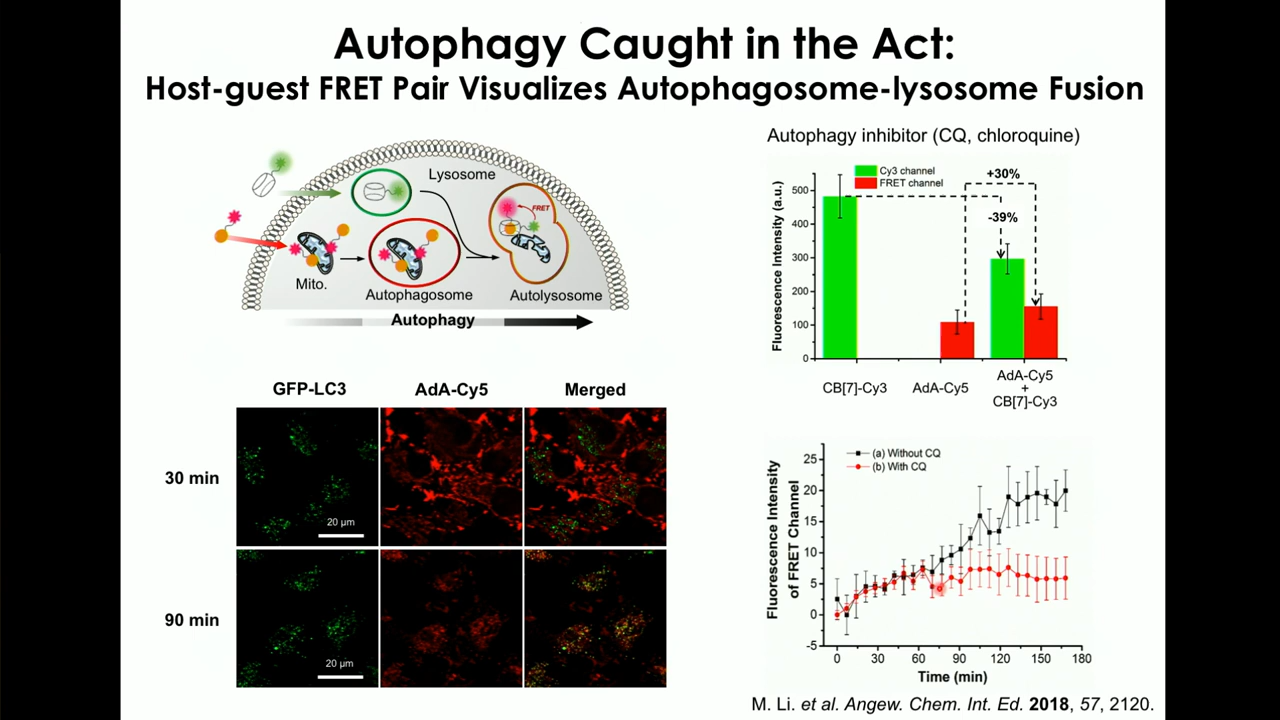 Autophagy Caught in the Act:
Host-guest FRET Pair Visualizes Autophagosome-lysosome Fusion
Lysosome
FRET
Mito.
Autophagosome
Autolysosome
Autophagy
GFP-LC3
AdA-Cy5
Merged
30 min
20 µm
90 min
20 µm
Autophagy inhibitor (CQ, chloroquine)
Cy3 channel
FRET channel
+30%
-39%
Fluorescence Intensity (a.u.)
500
400
300
200
100
0
CB[7]-Cy3
AdA-Cy5
AdA-Cy5
+
CB[7]-Cy3
(a) Without CQ
(b) With CQ
Fluorescence Intensity
of FRET Channel
25
20
15
10
5
0
-5
0 30 60 90 120 150 180
Time (min)
M. Li. et al. Angew. Chem. Int. Ed. 2018, 57, 2120.